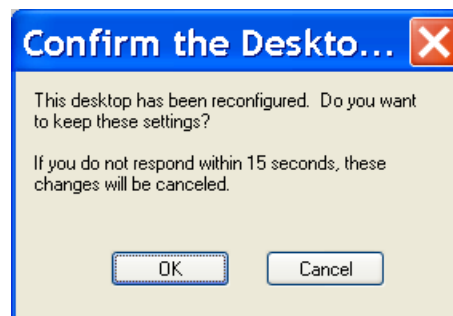 Confirm the Deskto...
This desktop has been reconfigured.  Do you want
to keep these settings?
If you do not respond within 15 seconds, these
changes will be canceled.
OK
Cancel